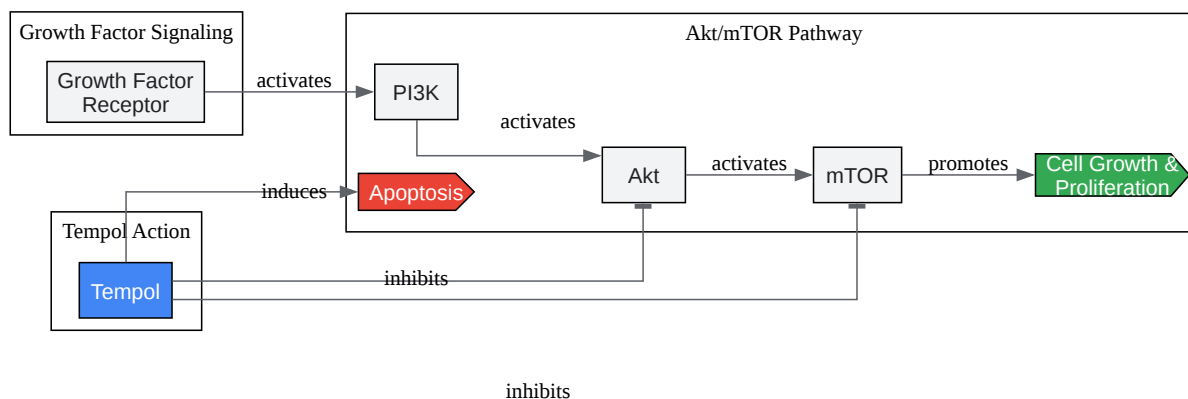 Growth Factor Signaling
Akt/mTOR Pathway
Growth Factor
Receptor
activates
PI3K
activates
Akt
activates
mTOR
promotes
Cell Growth &
Proliferation
induces
Apoptosis
Tempol Action
Tempol
inhibits
inhibits